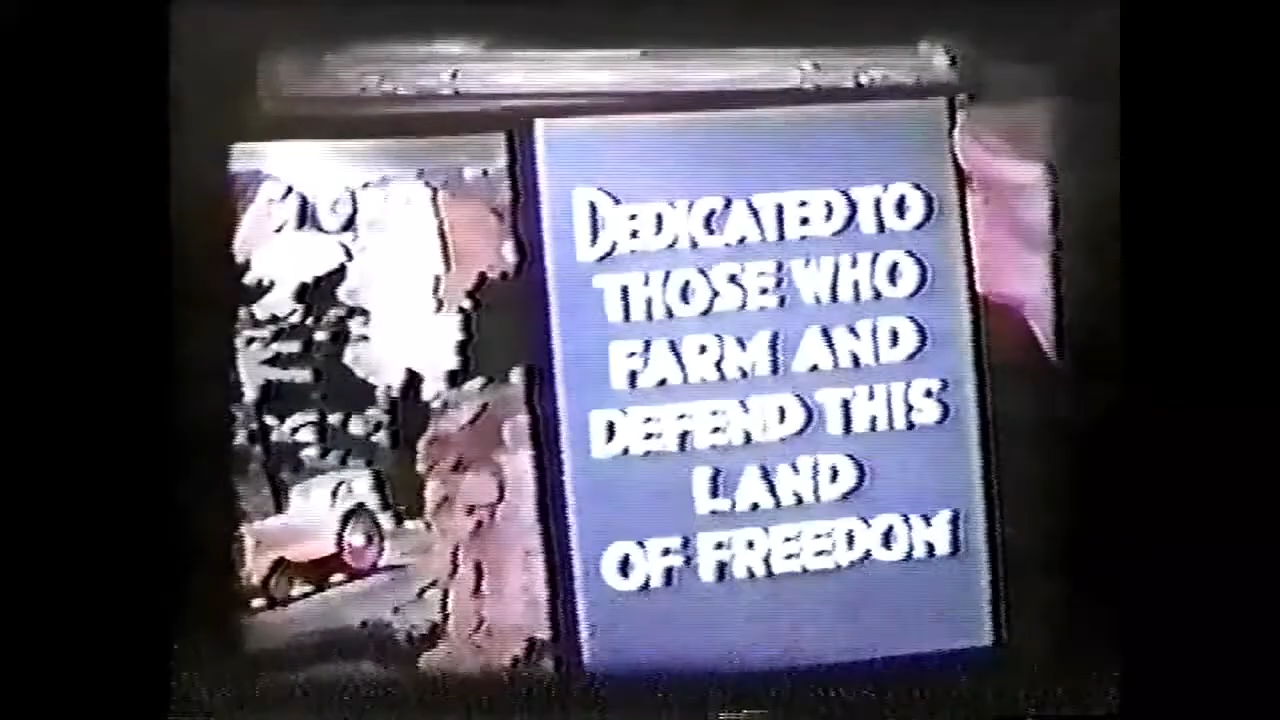 DEDICATED TO
THOSE WHO
FARM AND
DEFEND THIS
LAND
OF FREEDOM